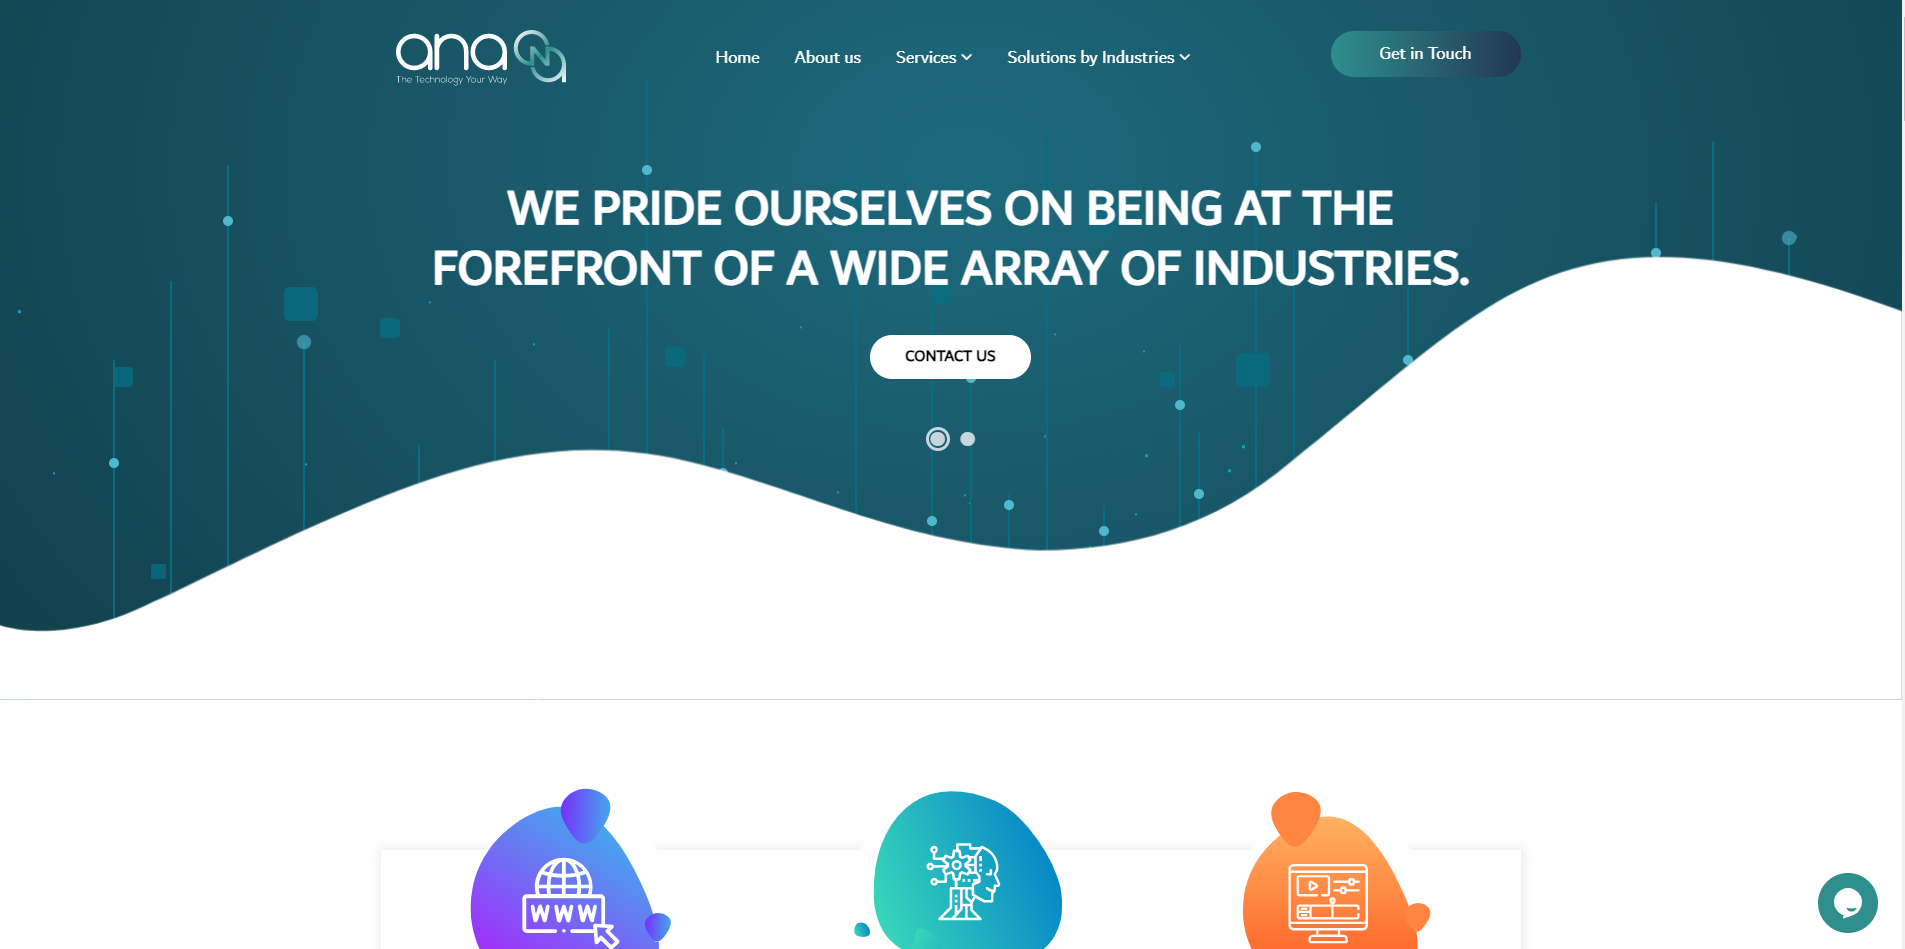 ana
The Technology Your Way
Home
About us
Services
Solutions by Industries
Get in Touch
WE PRIDE OURSELVES ON BEING AT THE
FOREFRONT OF A WIDE ARRAY OF INDUSTRIES.
CONTACT US
WWW